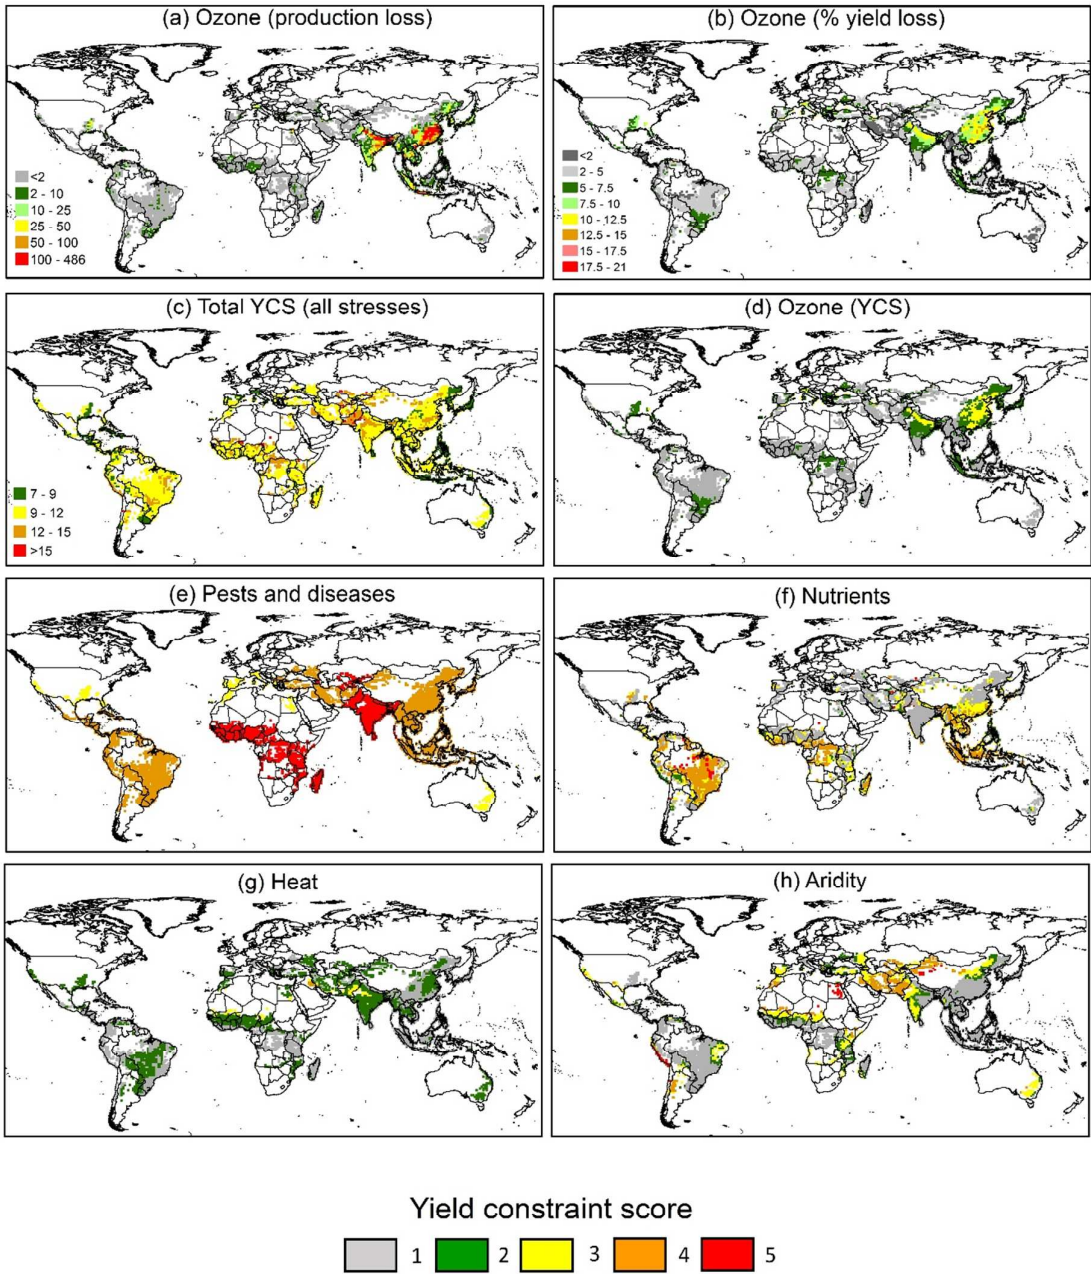 (a) Ozone (production loss)
<2
2 - 10
10 - 25
25 - 50
50 - 100
100 - 486
(b) Ozone (% yield loss)
<2
2 - 5
5 - 7.5
7.5 - 10
10 - 12.5
12.5 - 15
15 - 17.5
17.5 - 21
(c) Total YCS (all stresses)
7 - 9
9 - 12
12 - 15
>15
(d) Ozone (YCS)
(e) Pests and diseases
(f) Nutrients
(g) Heat
(h) Aridity
Yield constraint score
1 2 3 4 5